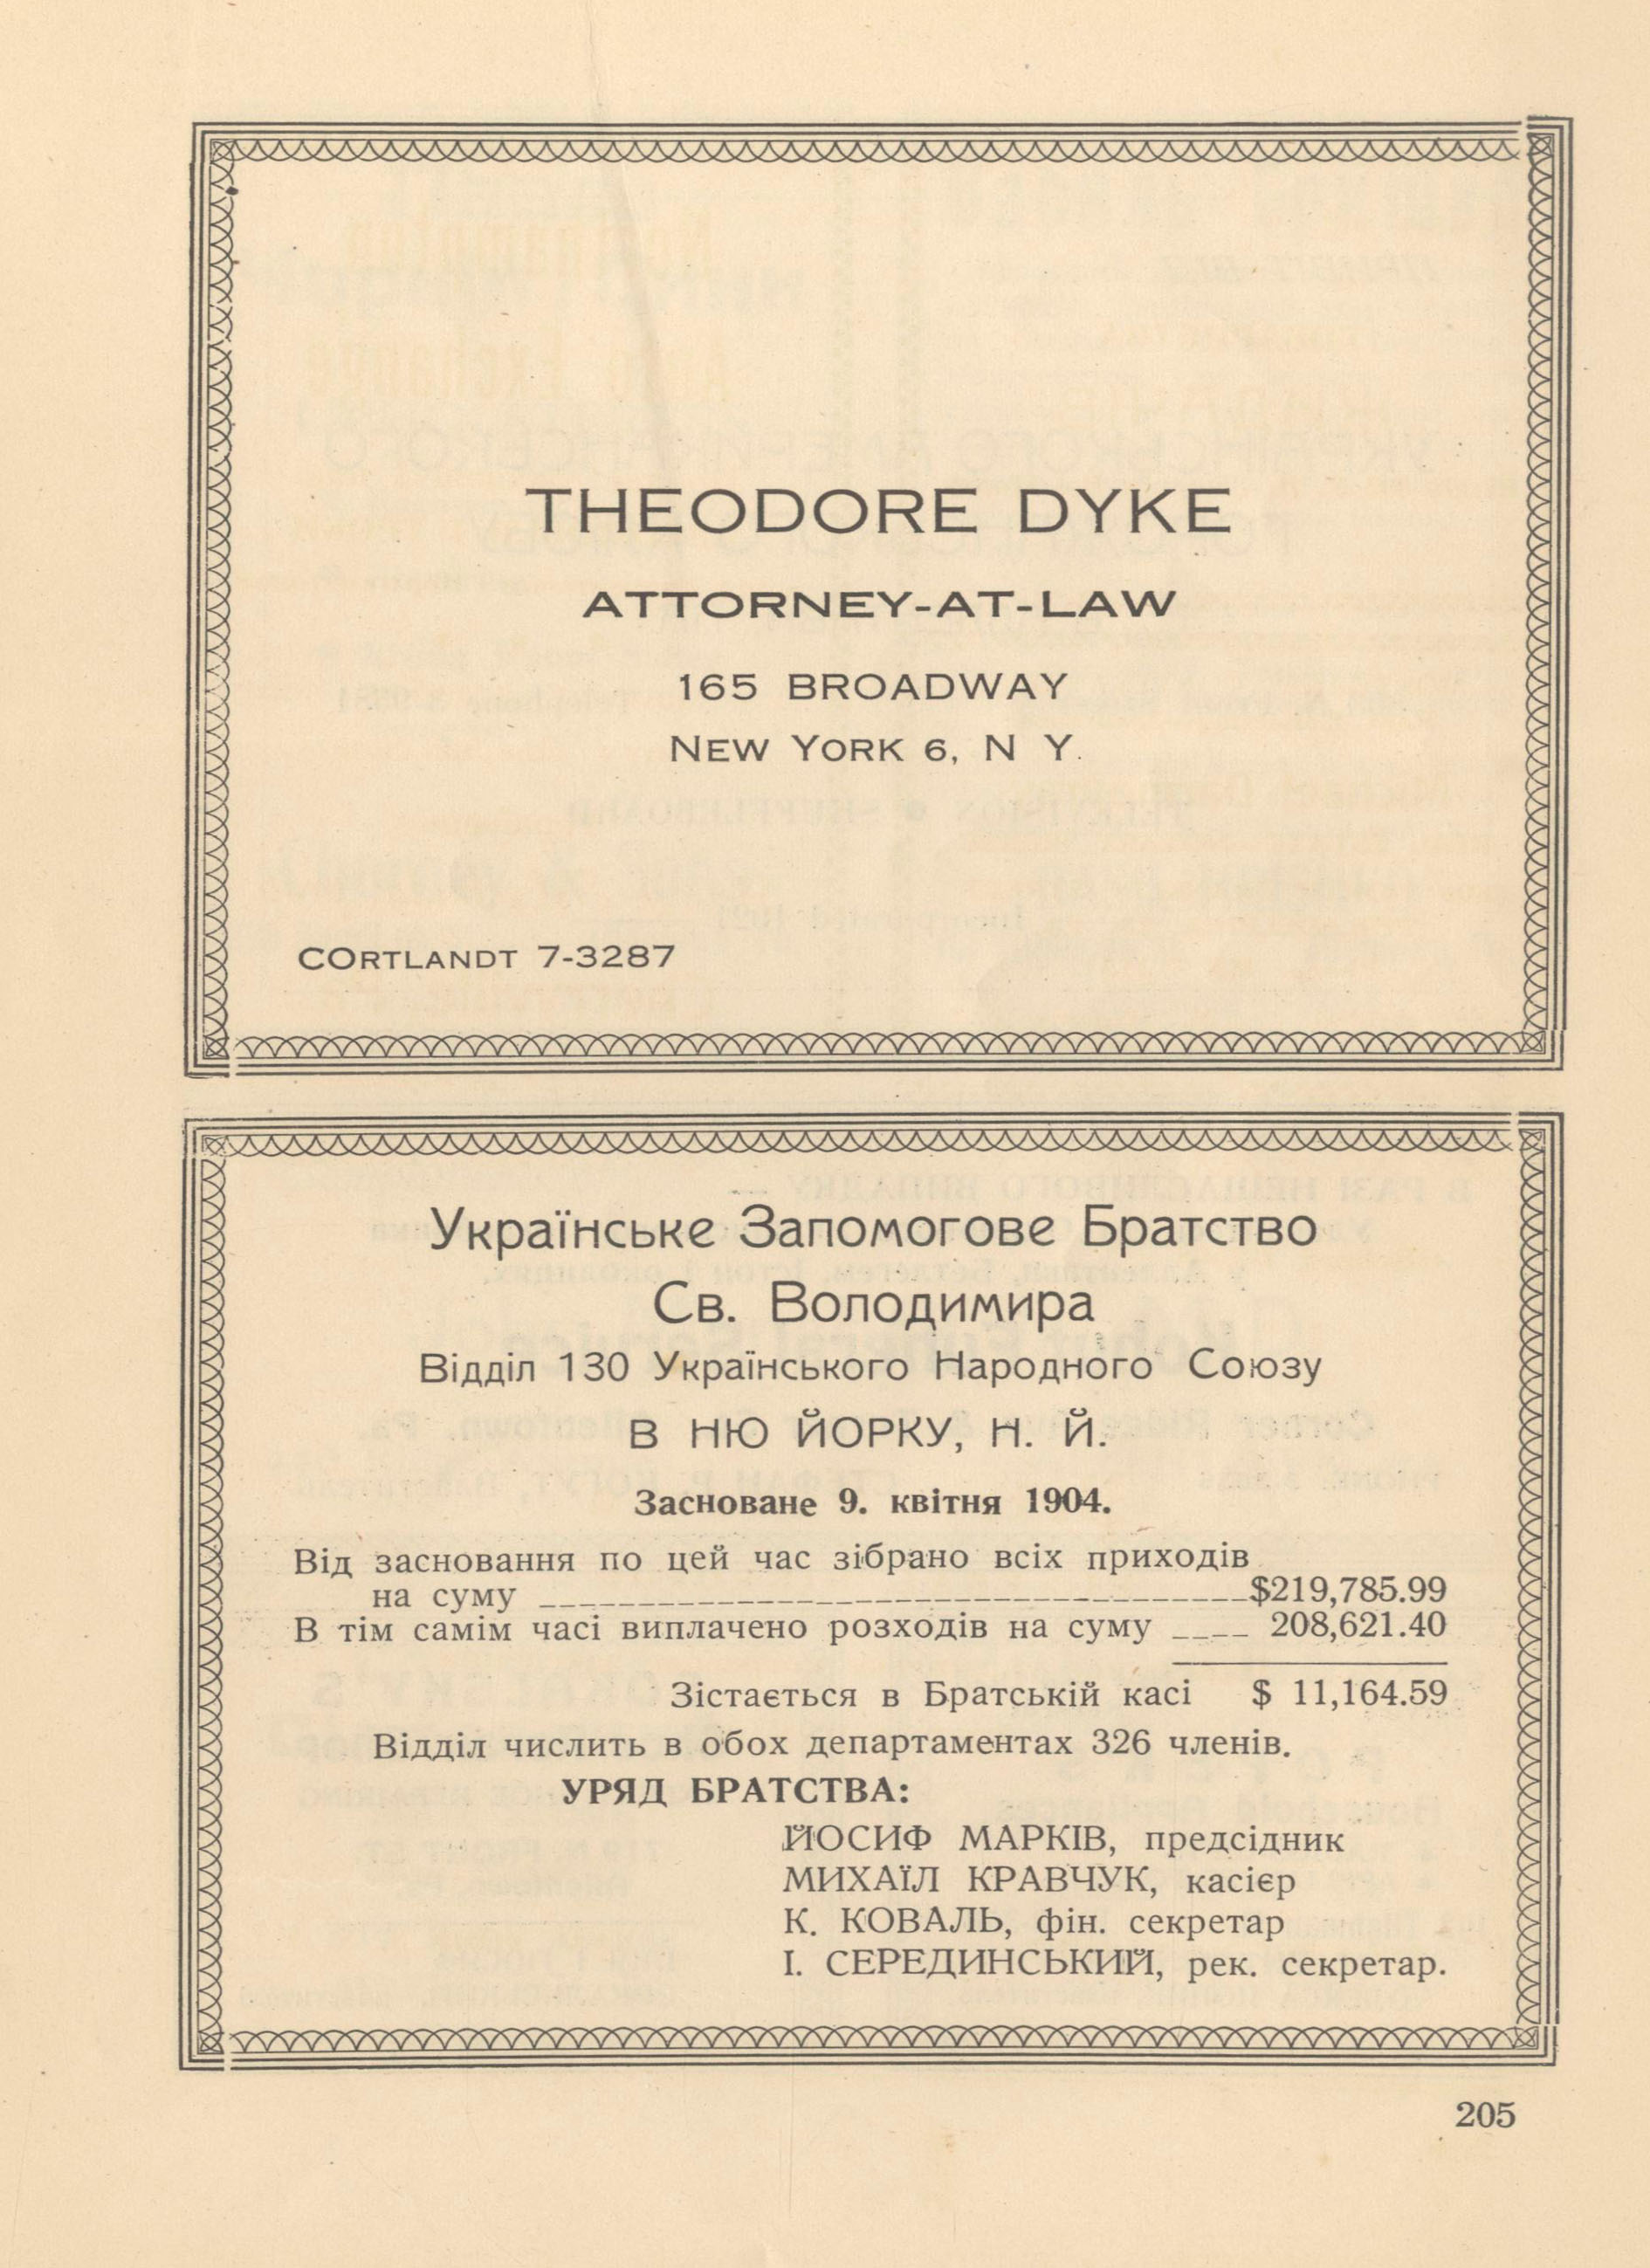 THEODORE DYKE
ATTORNEY-AT-LAW
165 BROADWAY
NEW YORK 6, N Y.
CORTLANDT 7-3287
Українське Запомогове Братство
Св. Володимира
Відділ 130 Українського Народного Союзу
В НЮ ЙОРКУ, Н. Й.
Засноване 9. квітня 1904.
Від засновання по цей час зібрано всіх приходів
на суму ____________________________________$219,785.99
В тім самім часі виплачено розходів на суму ____ 208,621.40
Зістається в Братській касі $ 11,164.59
Відділ числить в обох департаментах 326 членів.
УРЯД БРАТСТВА:
ЙОСИФ МАРКІВ, предсідник
МИХАЇЛ КРАВЧУК, касієр
К. КОВАЛЬ, фін. секретар
І. СЕРЕДИНСЬКИЙ, рек. секретар.
205